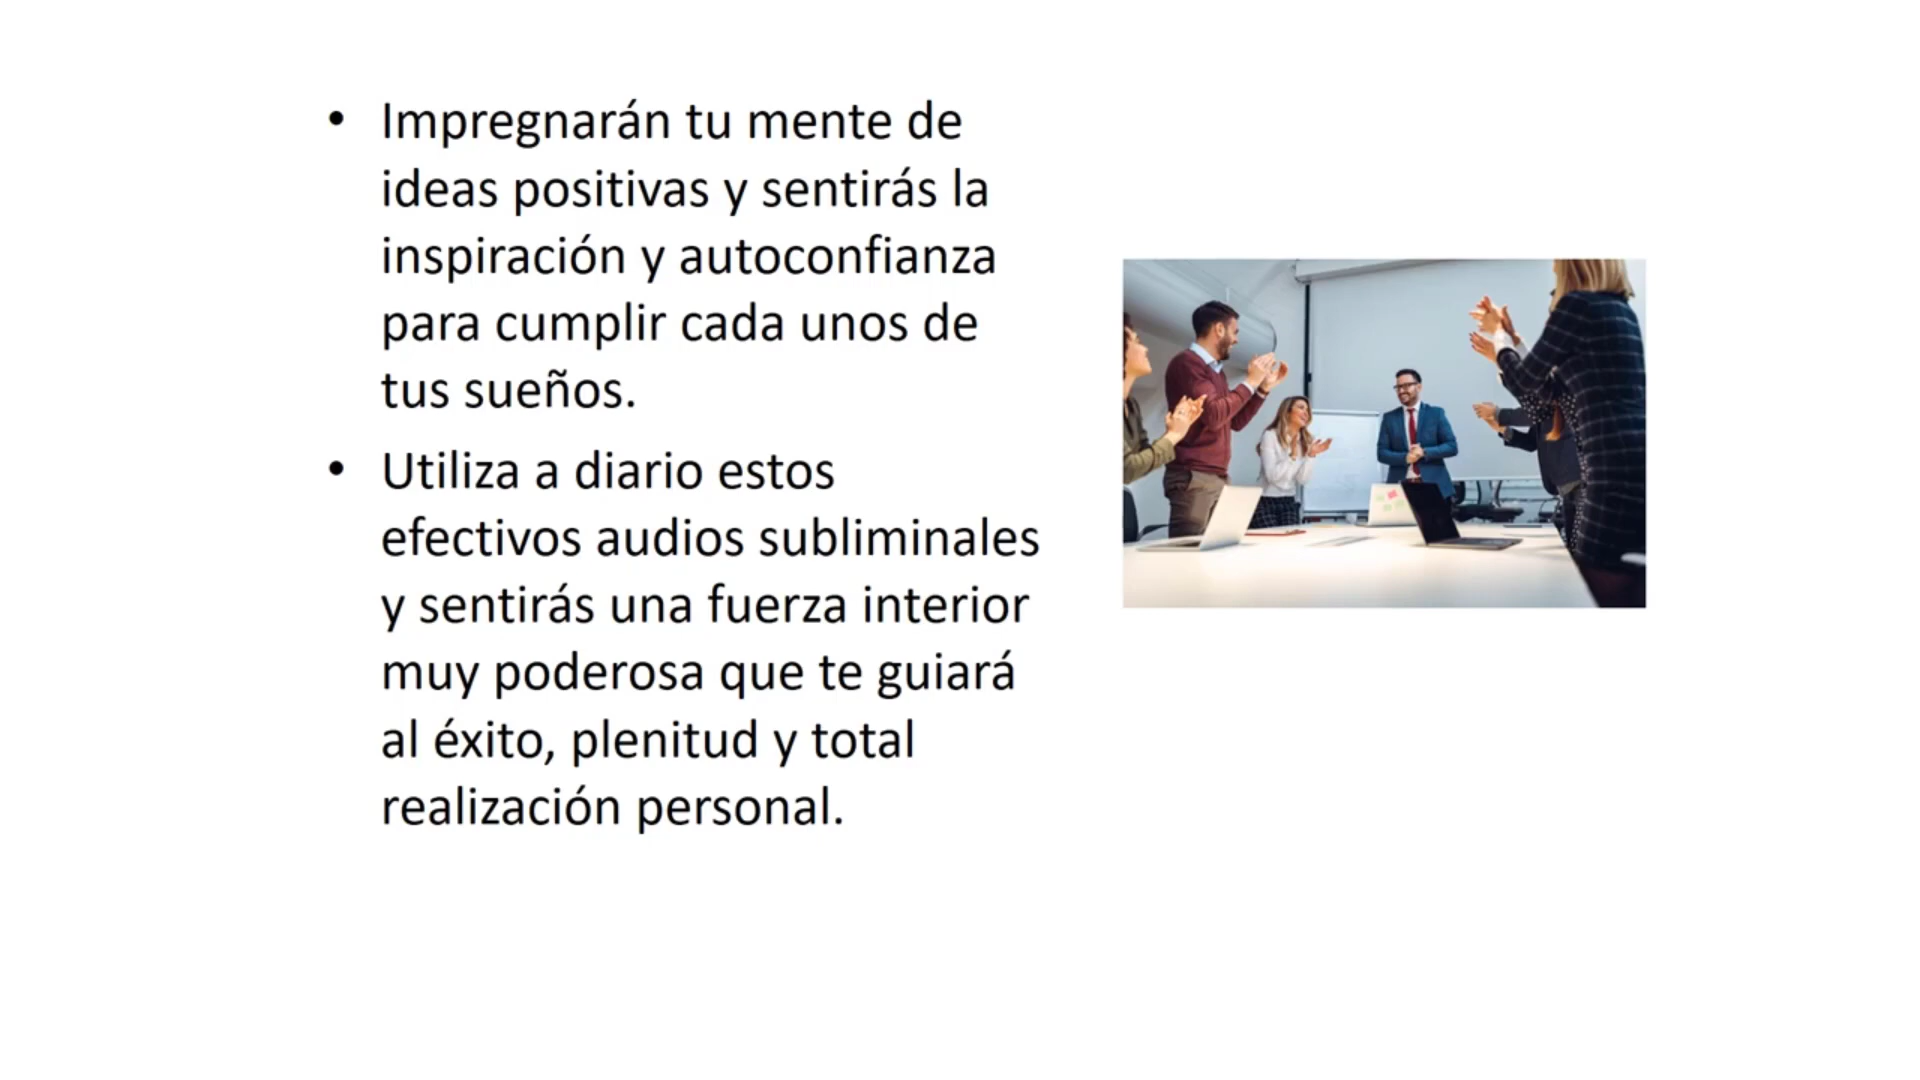 • Impregnarán tu mente de
ideas positivas y sentirás la
inspiración y autoconfianza
para cumplir cada unos de
tus sueños.
• Utiliza a diario estos
efectivos audios subliminales
y sentirás una fuerza interior
muy poderosa que te guiará
al éxito, plenitud y total
realización personal.